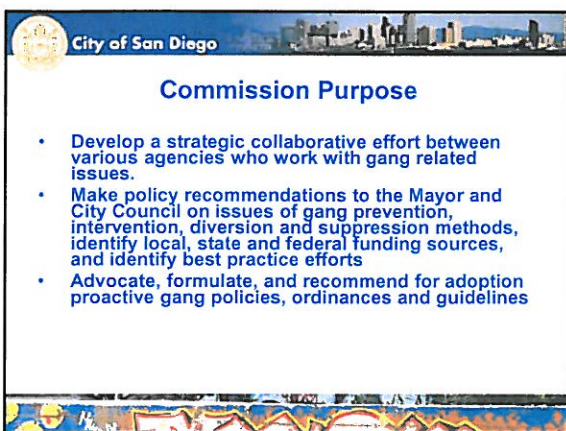 City of San Diego
Commission Purpose
• Develop a strategic collaborative effort between
various agencies who work with gang related
issues.
• Make policy recommendations to the Mayor and
City Council on issues of gang prevention,
intervention, diversion and suppression methods,
identify local, state and federal funding sources,
and identify best practice efforts
• Advocate, formulate, and recommend for adoption
proactive gang policies, ordinances and guidelines